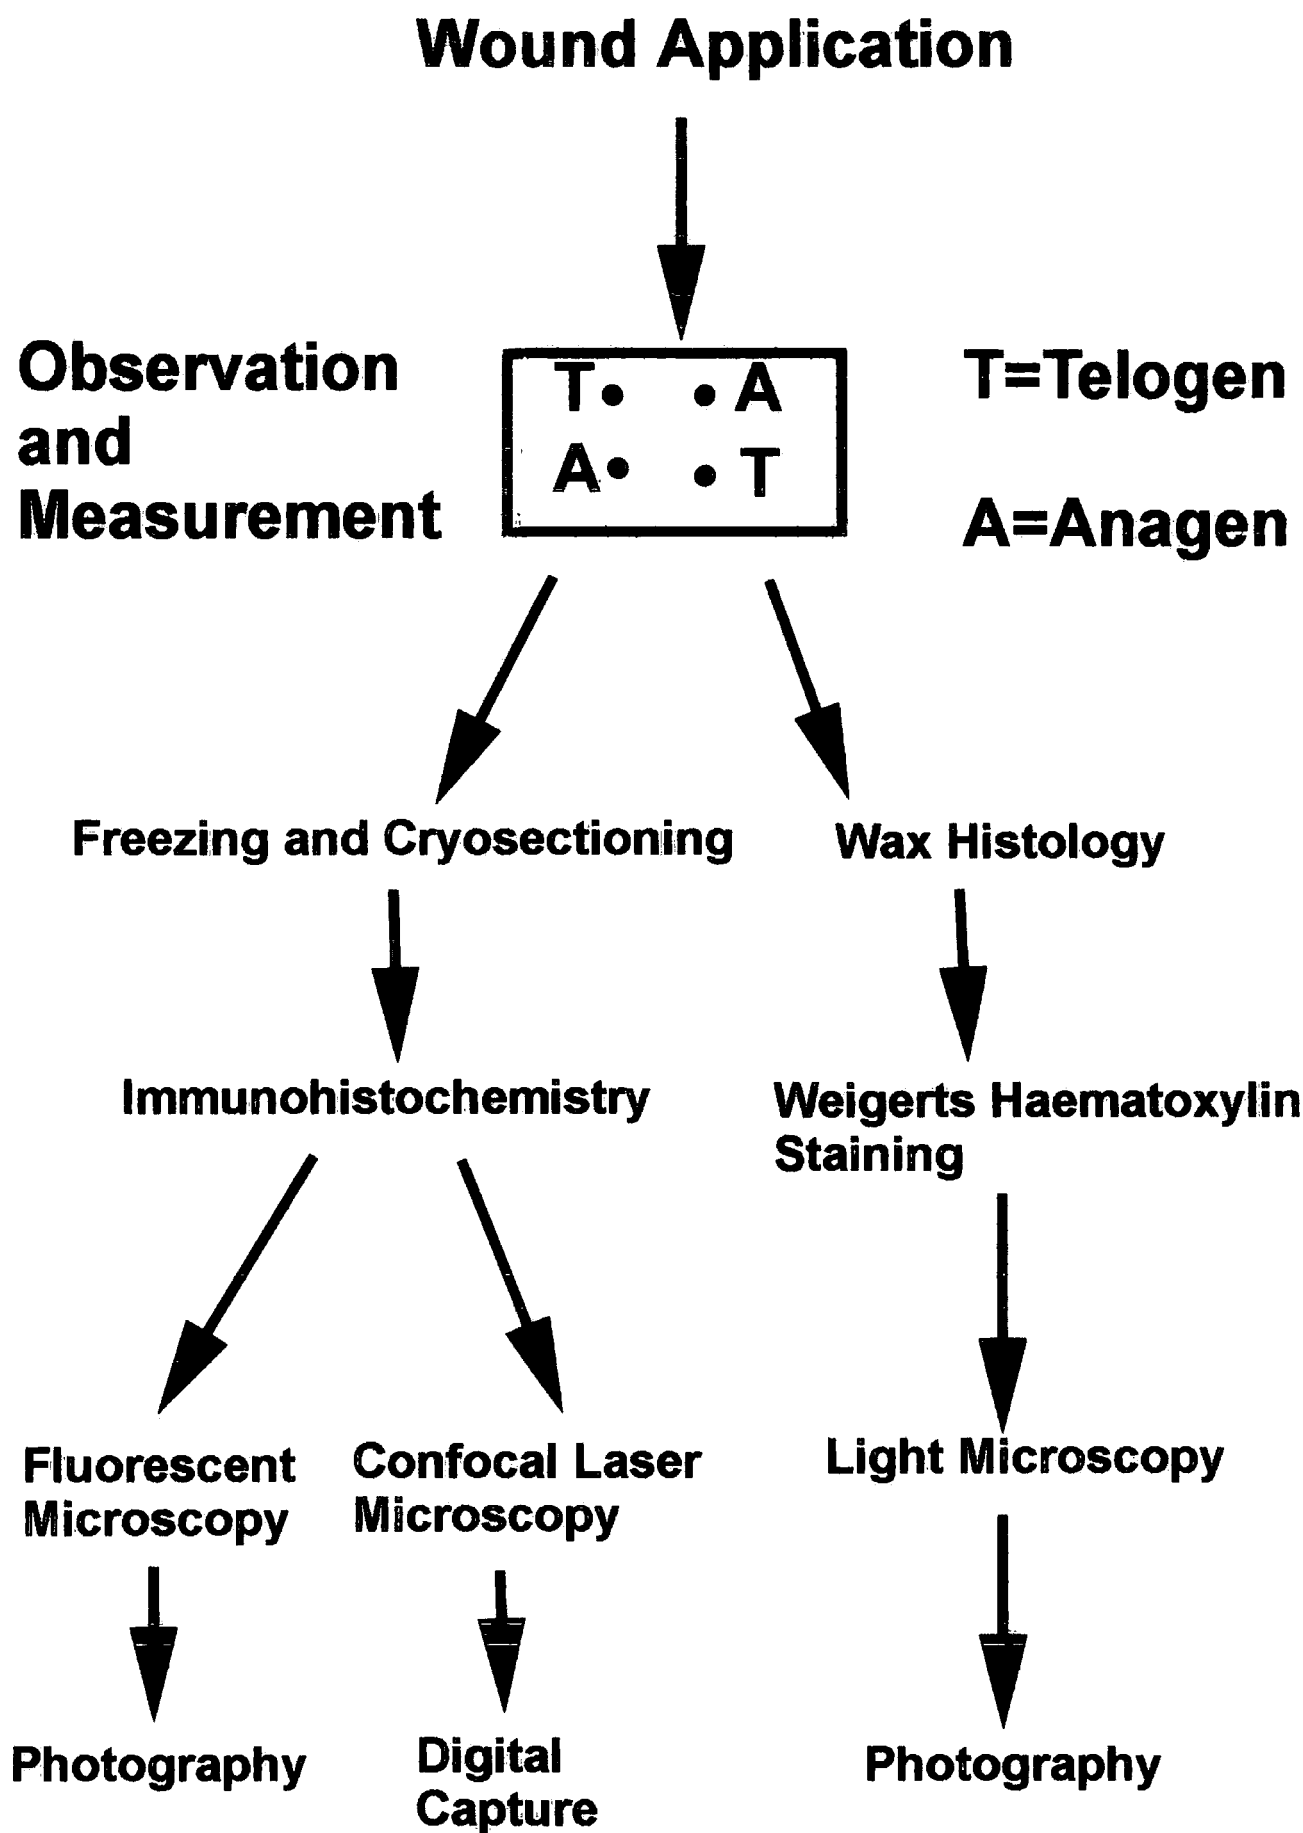 Wound Application
Observation
and
Measurement
T• •A
A• •T
T=Telogen
A=Anagen
Freezing and Cryosectioning
Wax Histology
Immunohistochemistry
Weigerts Haematoxylin
Staining
Fluorescent
Microscopy
Confocal Laser
Microscopy
Light Microscopy
Photography
Digital
Capture
Photography